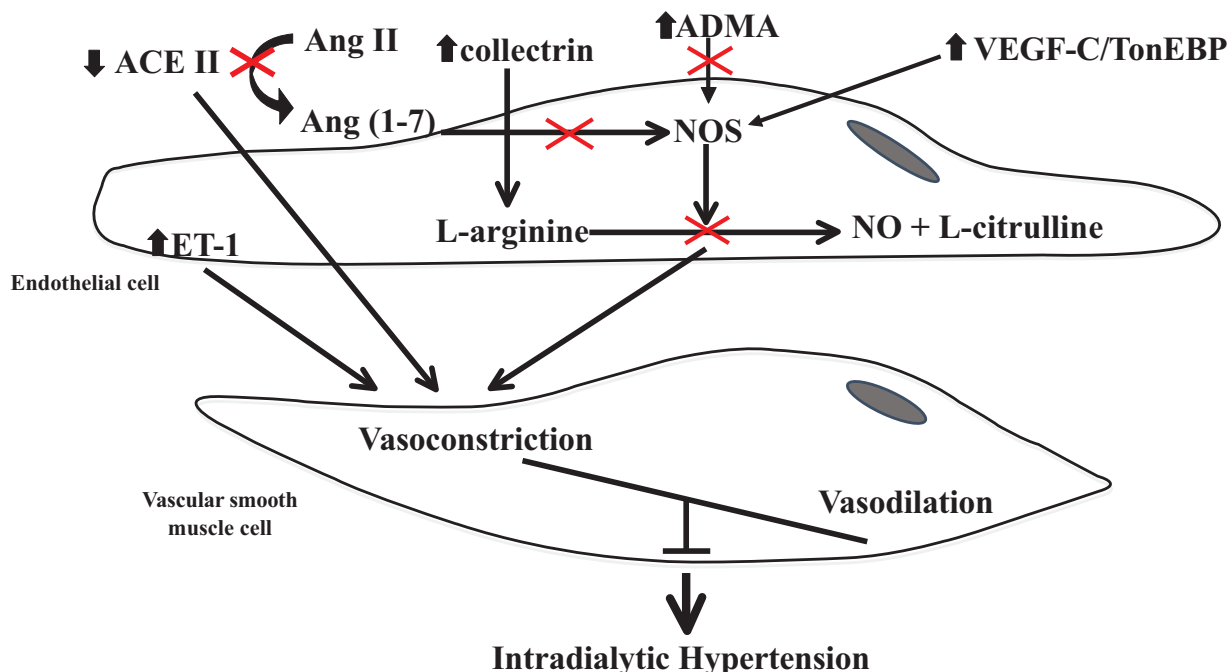 ADMA
Ang II
collectrin
VEGF-C/TonEBP
ACE II
Ang (1-7)
NOS
L-arginine
NO + L-citrulline
ET-1
Endothelial cell
Vasoconstriction
Vascular smooth
muscle cell
Vasodilation
Intradialytic Hypertension